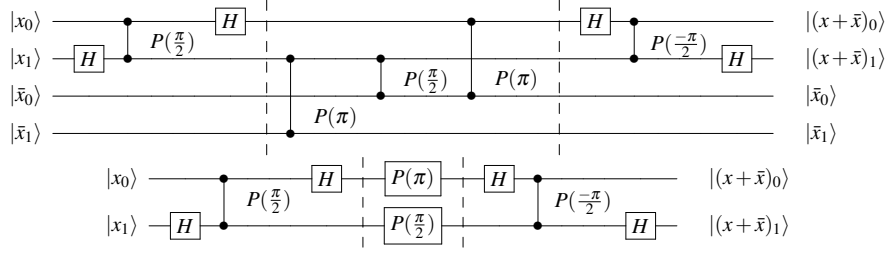 |x₀⟩ H |(x + x̄)₀⟩
P(π/2) H P(−π/2)
|x₁⟩ H H |(x + x̄)₁⟩
P(π/2) P(π)
|x̄₀⟩ |x̄₀⟩
P(π)
|x̄₁⟩ |x̄₁⟩
|x₀⟩ H P(π) H |(x + x̄)₀⟩
P(π/2) P(−π/2)
|x₁⟩ H P(π/2) H |(x + x̄)₁⟩